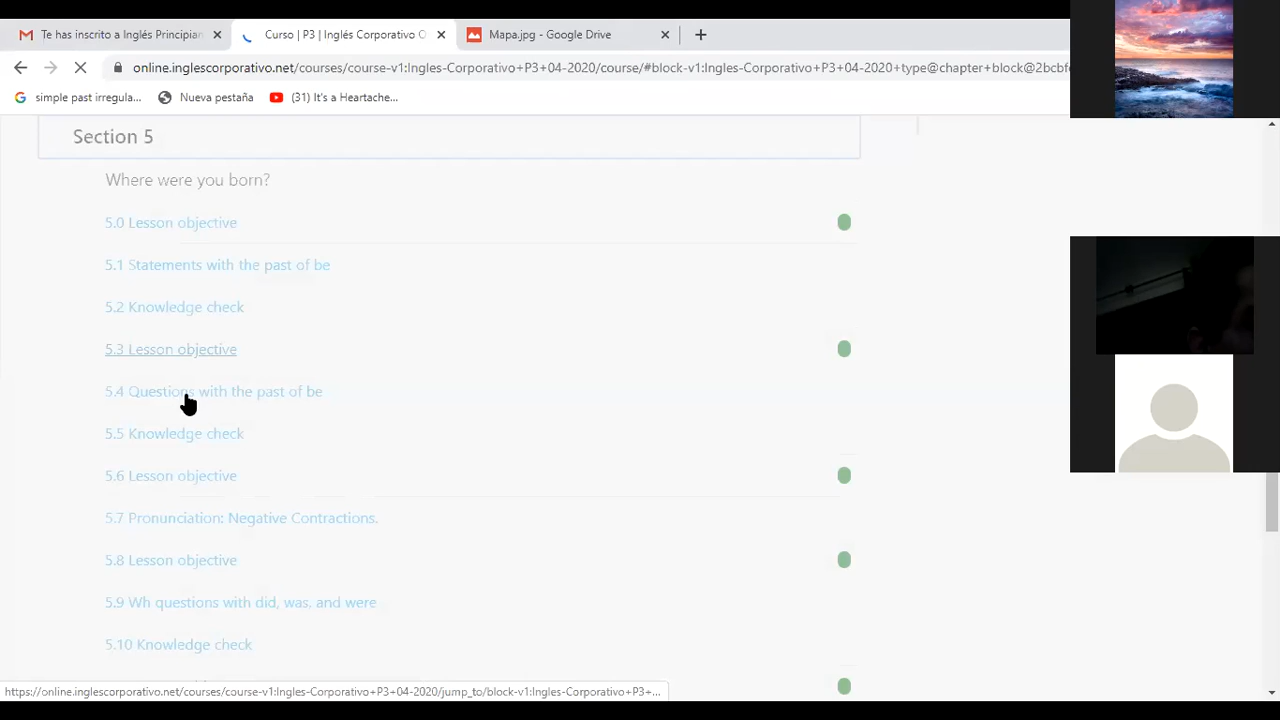 Te has inscrito a Inglés Principian
Curso | P3 | Inglés Corporativo O
Mapa.jpg - Google Drive
online.inglescorporativo.net/courses/course-v1:Ingles-Corporativo+P3+04-2020/course/#block-v1:Ingles-Corporativo+P3+04-2020+type@chapter+block@2bcbf
simple past irregula...
Nueva pestaña
(31) It's a Heartache...
Section 5
Where were you born?
5.0 Lesson objective
5.1 Statements with the past of be
5.2 Knowledge check
5.3 Lesson objective
5.4 Questions with the past of be
5.5 Knowledge check
5.6 Lesson objective
5.7 Pronunciation: Negative Contractions.
5.8 Lesson objective
5.9 Wh questions with did, was, and were
5.10 Knowledge check
https://online.inglescorporativo.net/courses/course-v1:Ingles-Corporativo+P3+04-2020/jump_to/block-v1:Ingles-Corporativo+P3+...